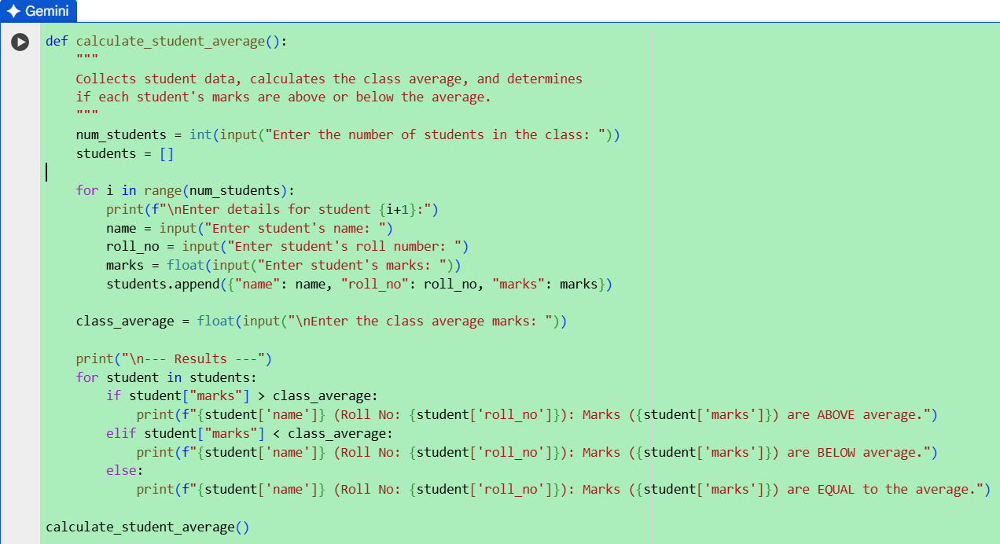 Gemini
def calculate_student_average():
    """
    Collects student data, calculates the class average, and determines
    if each student's marks are above or below the average.
    """
    num_students = int(input("Enter the number of students in the class: "))
    students = []
    for i in range(num_students):
        print(f"\nEnter details for student {i+1}:")
        name = input("Enter student's name: ")
        roll_no = input("Enter student's roll number: ")
        marks = float(input("Enter student's marks: "))
        students.append({"name": name, "roll_no": roll_no, "marks": marks})
    class_average = float(input("\nEnter the class average marks: "))
    print("\n--- Results ---")
    for student in students:
        if student["marks"] > class_average:
            print(f"{student['name']} (Roll No: {student['roll_no']}): Marks ({student['marks']}) are ABOVE average.")
        elif student["marks"] < class_average:
            print(f"{student['name']} (Roll No: {student['roll_no']}): Marks ({student['marks']}) are BELOW average.")
        else:
            print(f"{student['name']} (Roll No: {student['roll_no']}): Marks ({student['marks']}) are EQUAL to the average.")
calculate_student_average()